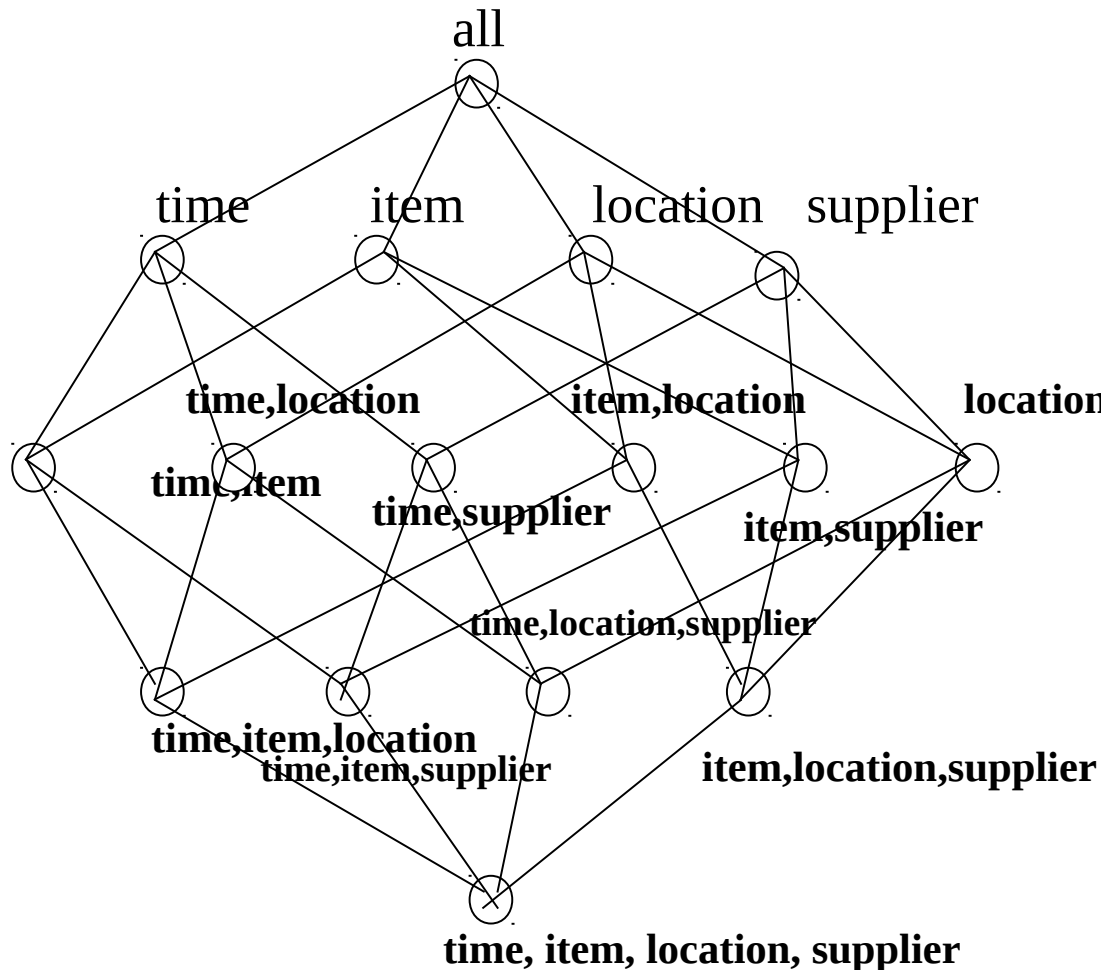 all
time
item
location
supplier
time,location
item,location
location
time,item
time,supplier
item,supplier
time,location,supplier
time,item,location
time,item,supplier
item,location,supplier
time, item, location, supplier